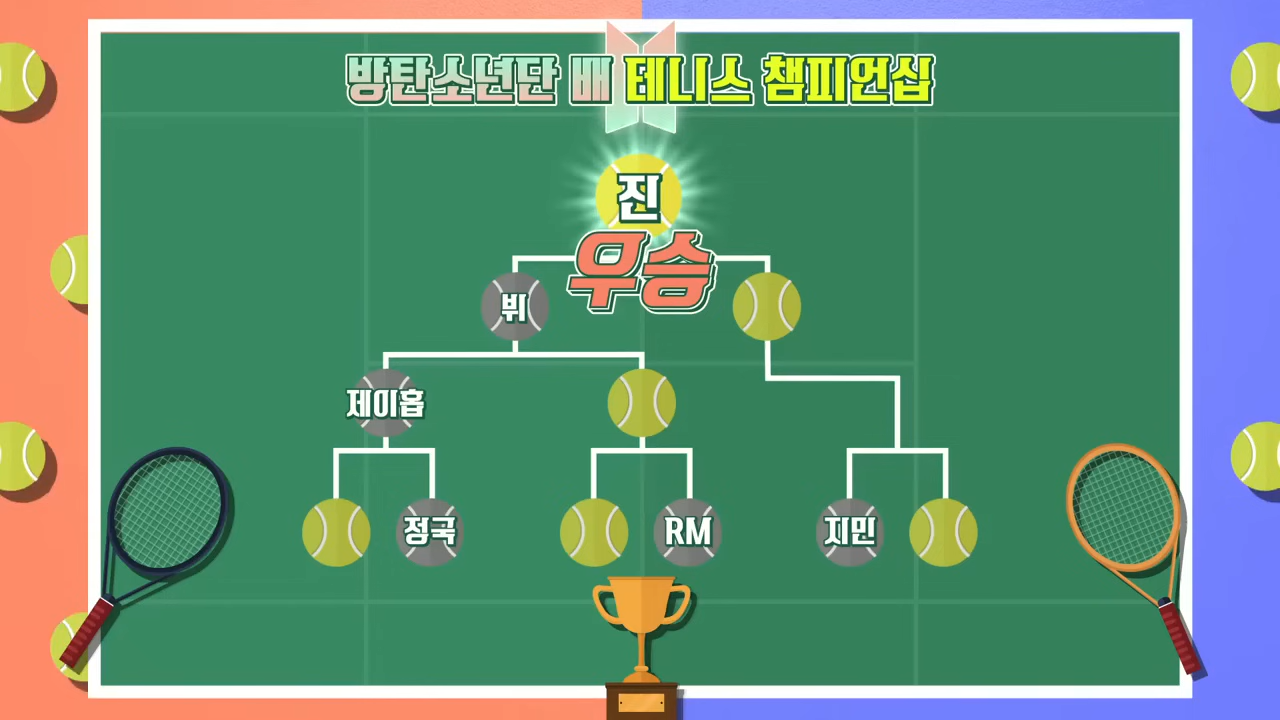 방탄소년단 배 테니스 챔피언십
진
우승
뷔
제이홉
정국
RM
지민